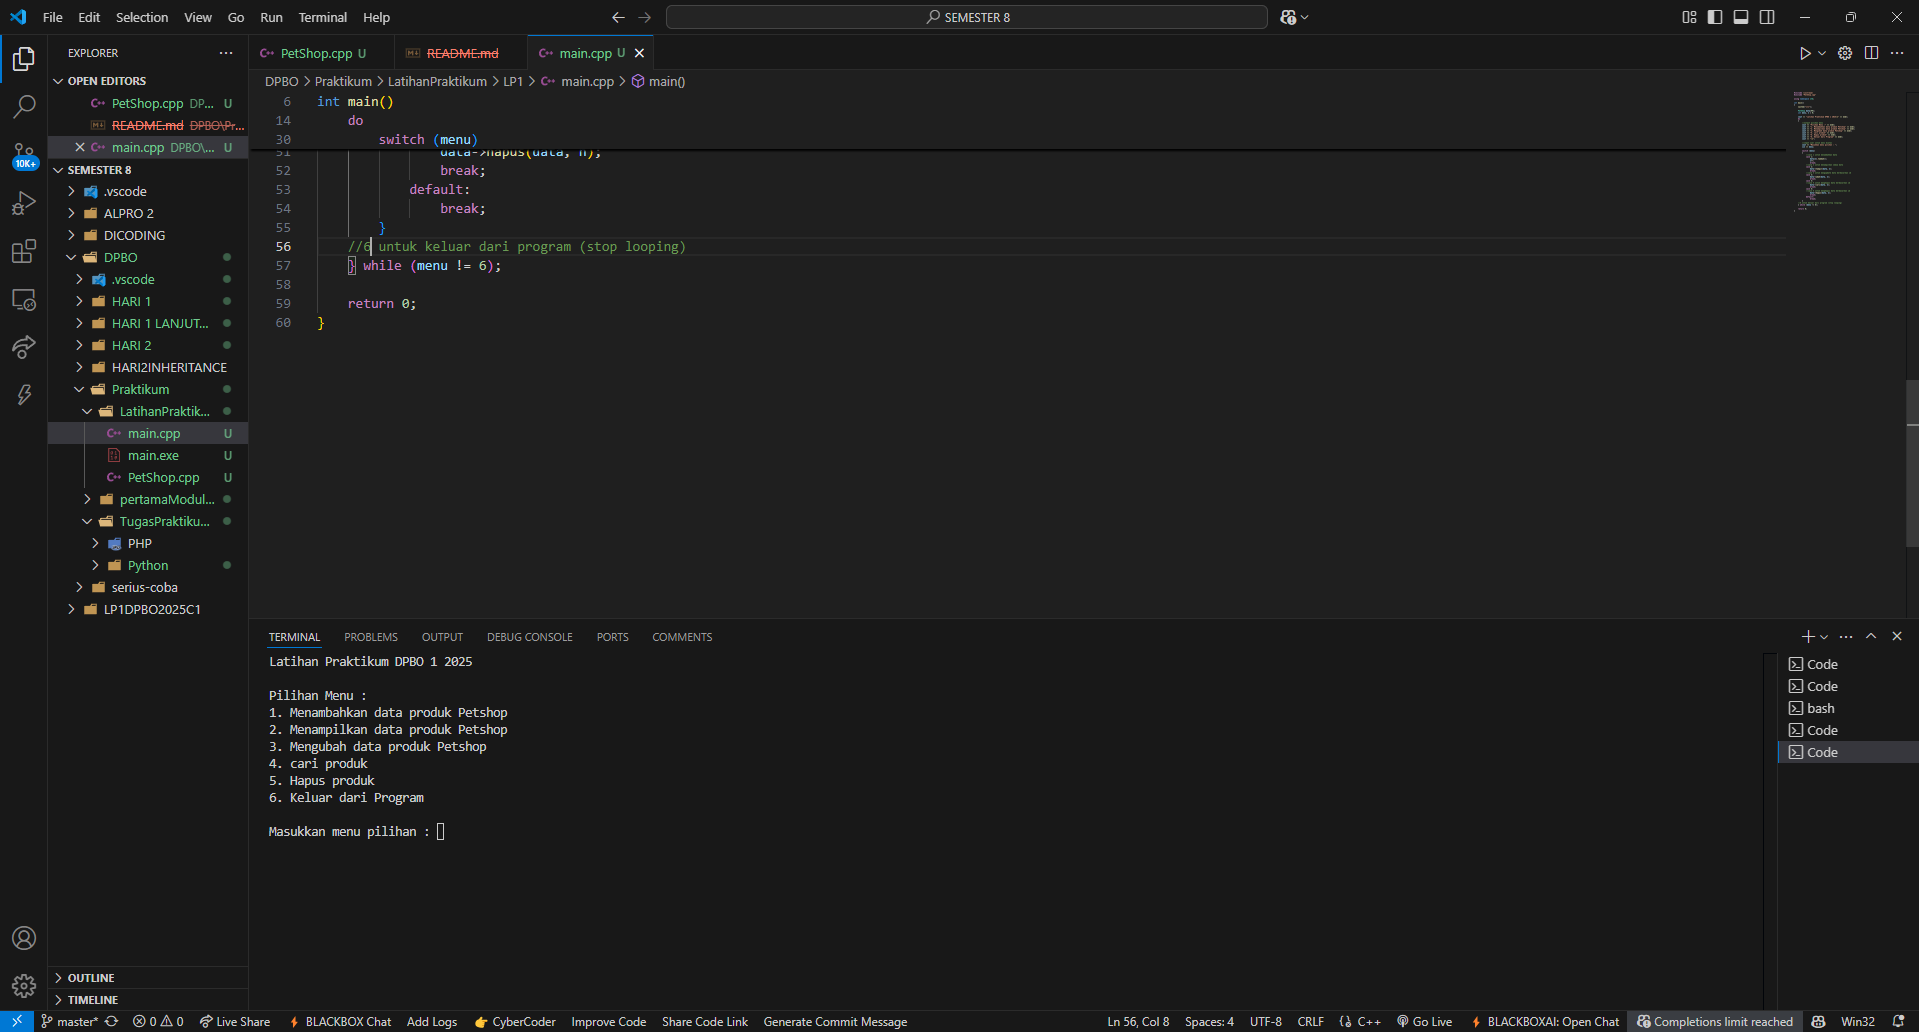 File Edit Selection View Go Run Terminal Help
SEMESTER 8
EXPLORER
OPEN EDITORS
PetShop.cpp DP... U
README.md DPBO\Pr...
main.cpp DPBO\... U
SEMESTER 8
.vscode
ALPRO 2
DICODING
DPBO
.vscode
HARI 1
HARI 1 LANJUT...
HARI 2
HARI2INHERITANCE
Praktikum
LatihanPraktik...
main.cpp U
main.exe U
PetShop.cpp U
pertamaModul...
TugasPraktiku...
PHP
Python
serius-coba
LP1DPBO2025C1
OUTLINE
TIMELINE
10K+
PetShop.cpp U
README.md
main.cpp U
DPBO > Praktikum > LatihanPraktikum > LP1 > main.cpp > main()
6 int main()
14 do
30 switch (menu)
51 data->hapus(data, n);
52 break;
53 default:
54 break;
55 }
56 //6 untuk keluar dari program (stop looping)
57 } while (menu != 6);
58
59 return 0;
60 }
TERMINAL PROBLEMS OUTPUT DEBUG CONSOLE PORTS COMMENTS
Latihan Praktikum DPBO 1 2025
Pilihan Menu :
1. Menambahkan data produk Petshop
2. Menampilkan data produk Petshop
3. Mengubah data produk Petshop
4. cari produk
5. Hapus produk
6. Keluar dari Program
Masukkan menu pilihan :
Code
Code
bash
Code
Code
master* 0 0 Live Share BLACKBOX Chat Add Logs CyberCoder Improve Code Share Code Link Generate Commit Message Ln 56, Col 8 Spaces: 4 UTF-8 CRLF {} C++ Go Live BLACKBOXAI: Open Chat Completions limit reached Win32